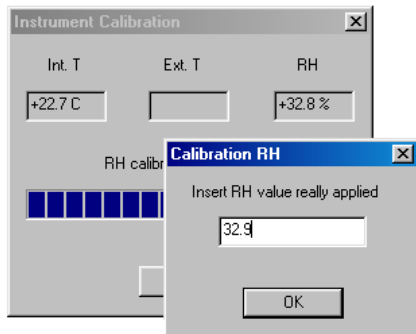 Instrument Calibration
Int. T Ext. T RH
+22.7 C +32.8 %
RH calibr
Calibration RH
Insert RH value really applied
32.9
OK